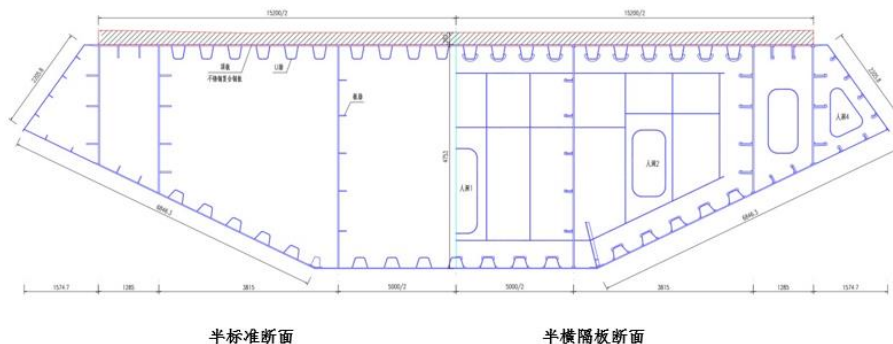 15200/2
15200/2
2205.8
2205.8
顶板
不锈钢复合钢板
U肋
板肋
4753
人洞1
人洞2
人洞4
6846.3
6846.3
1574.7
1285
3815
5000/2
5000/2
3815
1285
1574.7
半标准断面
半横隔板断面